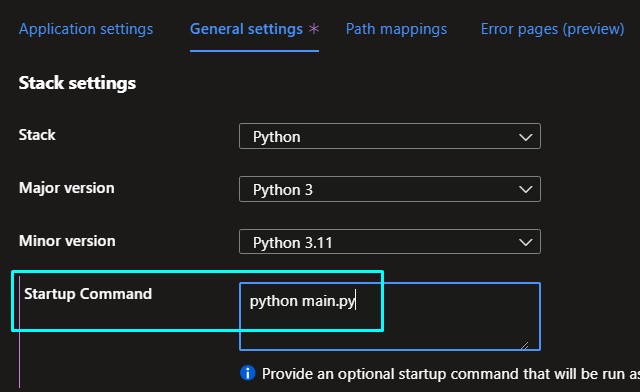 Application settings General settings * Path mappings Error pages (preview)
Stack settings
Stack Python
Major version Python 3
Minor version Python 3.11
Startup Command python main.py
Provide an optional startup command that will be run as